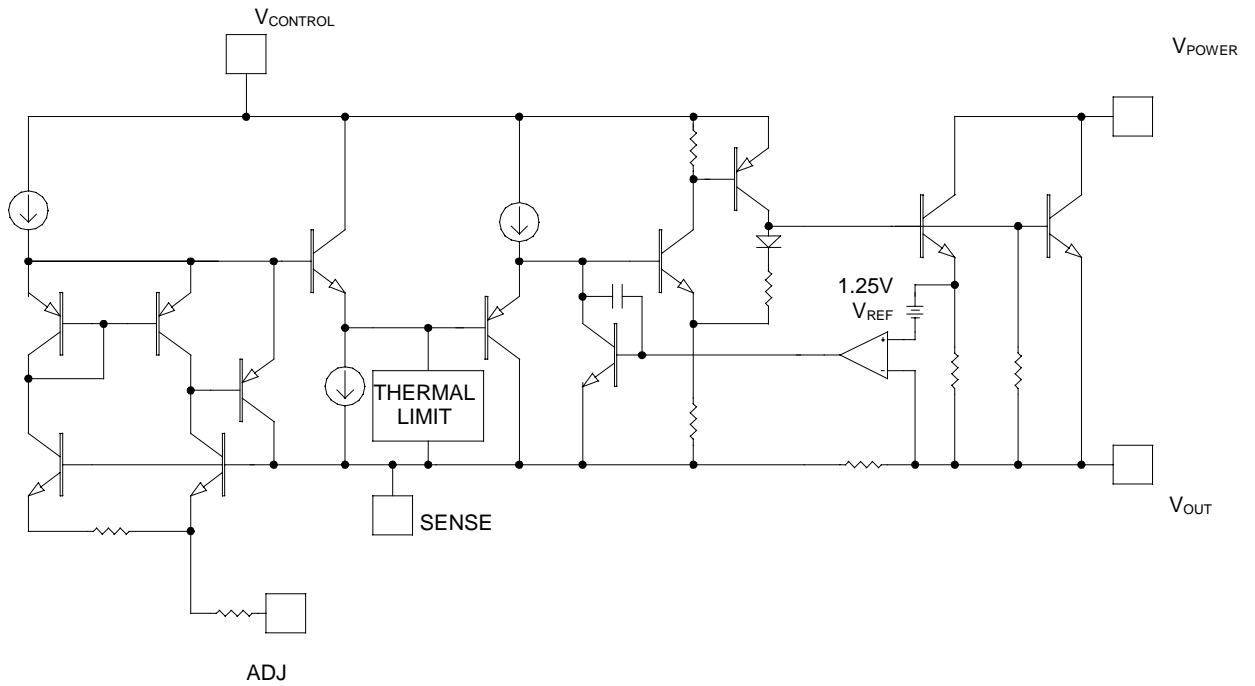 VCONTROL
VPOWER
1.25V
VREF
THERMAL
LIMIT
SENSE
VOUT
ADJ